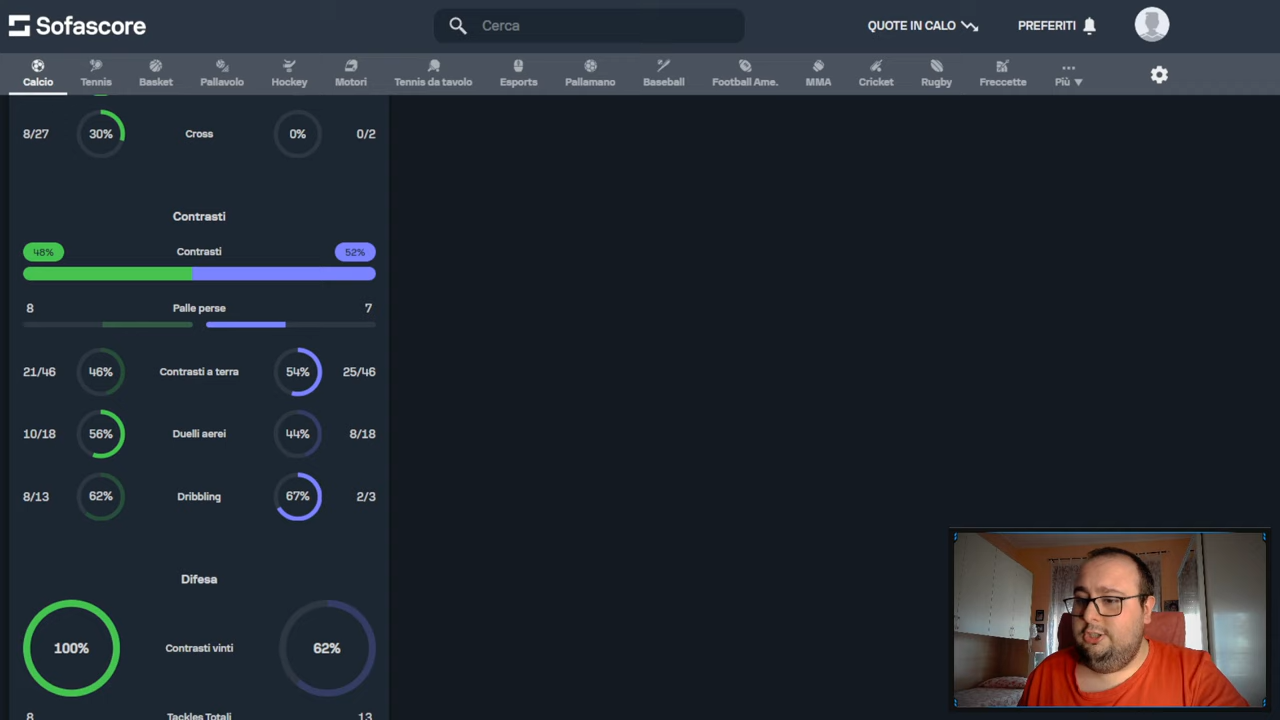 Sofascore
Cerca
QUOTE IN CALO
PREFERITI
Calcio
Tennis
Basket
Pallavolo
Hockey
Motori
Tennis da tavolo
Esports
Pallamano
Baseball
Football Ame.
MMA
Cricket
Rugby
Freccette
Più ▼
8/27 30% Cross 0% 0/2
Contrasti
48% Contrasti 52%
8 Palle perse 7
21/46 46% Contrasti a terra 54% 25/46
10/18 56% Duelli aerei 44% 8/18
8/13 62% Dribbling 67% 2/3
Difesa
100% Contrasti vinti 62%
8 Tackles Totali 13